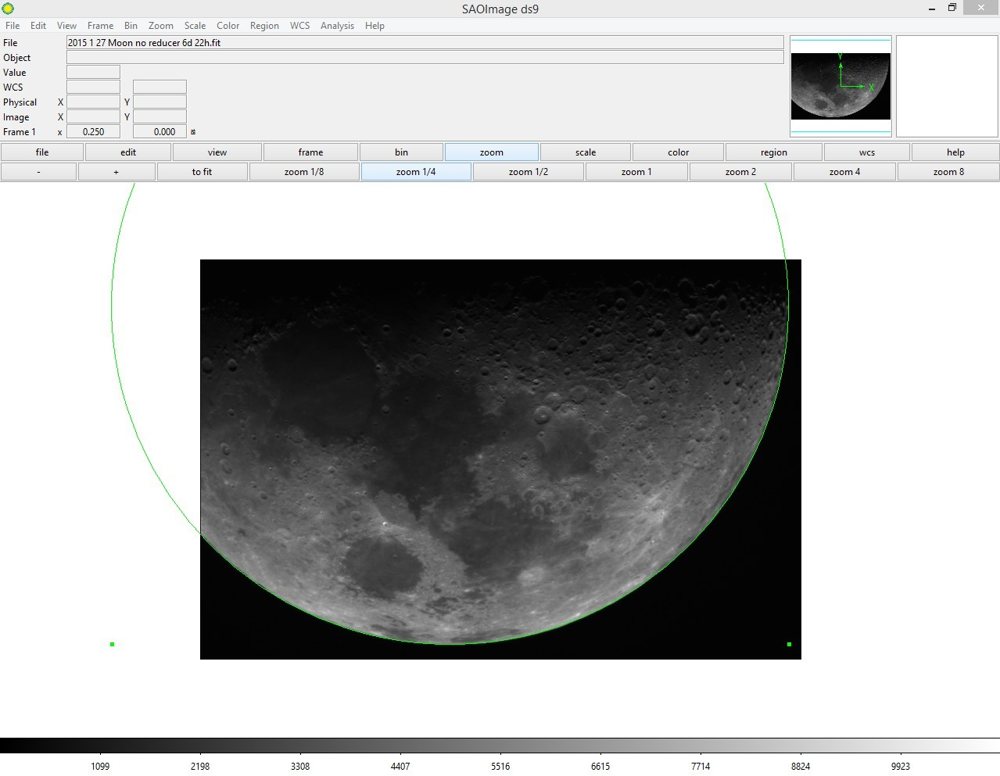 SAOImage ds9
File Edit View Frame Bin Zoom Scale Color Region WCS Analysis Help
File 2015 1 27 Moon no reducer 6d 22h.fit
Object
Value
WCS
Physical X Y
Image X Y
Frame 1 x 0.250 0.000 °
Y
X
file edit view frame bin zoom scale color region wcs help
- + to fit zoom 1/8 zoom 1/4 zoom 1/2 zoom 1 zoom 2 zoom 4 zoom 8
1099 2198 3308 4407 5516 6615 7714 8824 9923